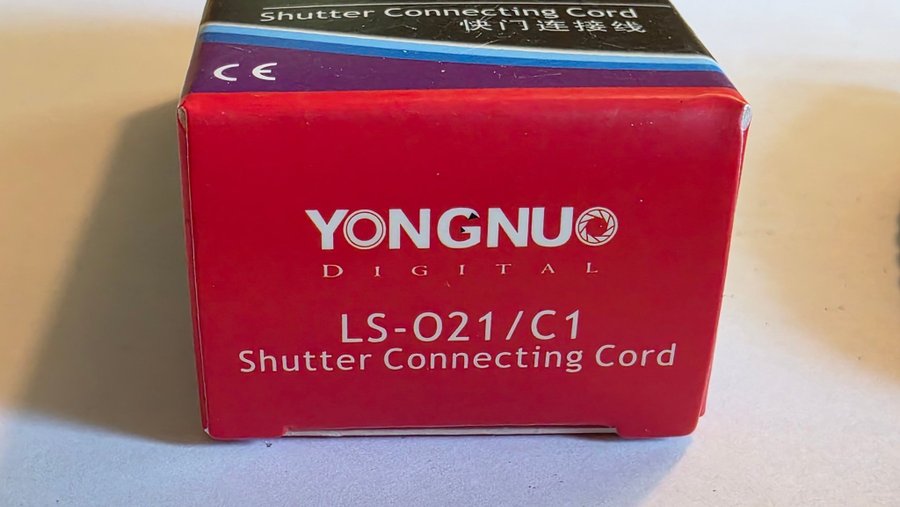 Shutter Connecting Cord
快门连接线
CE
YONGNUO
DIGITAL
LS-021/C1
Shutter Connecting Cord